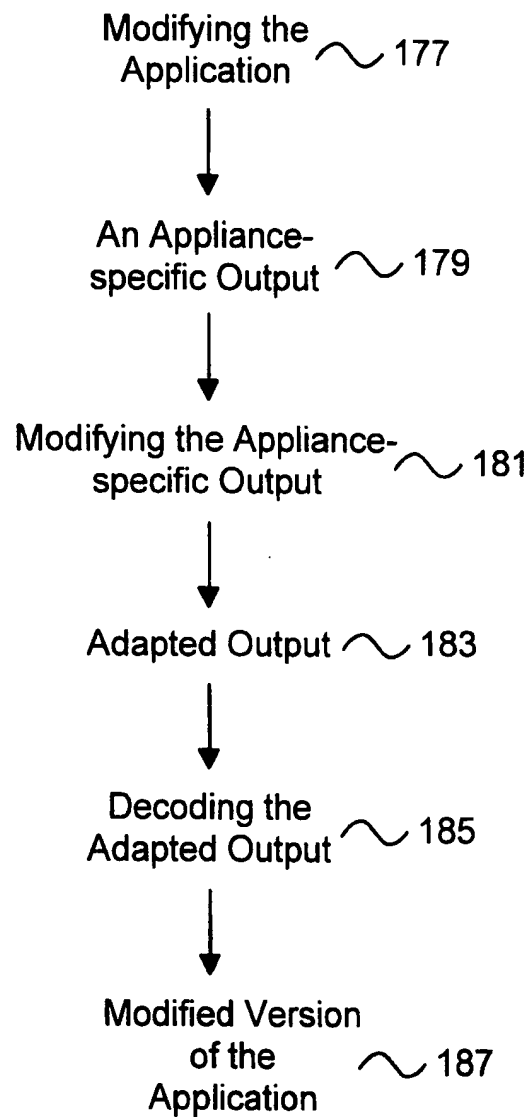 Modifying the
Application 177
An Appliance-
specific Output 179
Modifying the Appliance-
specific Output 181
Adapted Output 183
Decoding the
Adapted Output 185
Modified Version
of the
Application 187